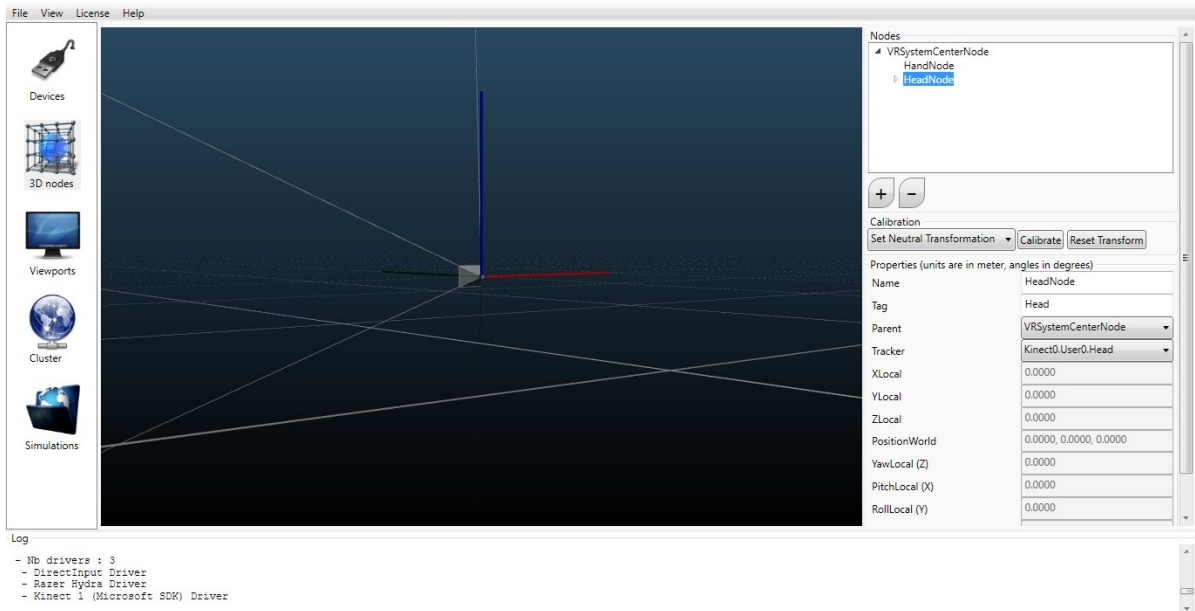 File View License Help
Devices
3D nodes
Viewports
Cluster
Simulations
Nodes
VRSystemCenterNode
HandNode
HeadNode
+ -
Calibration
Set Neutral Transformation Calibrate Reset Transform
Properties (units are in meter, angles in degrees)
Name HeadNode
Tag Head
Parent VRSystemCenterNode
Tracker Kinect0.User0.Head
XLocal 0.0000
YLocal 0.0000
ZLocal 0.0000
PositionWorld 0.0000, 0.0000, 0.0000
YawLocal (Z) 0.0000
PitchLocal (X) 0.0000
RollLocal (Y) 0.0000
Log
- Nb drivers : 3
- DirectInput Driver
- Razer Hydra Driver
- Kinect 1 (Microsoft SDK) Driver